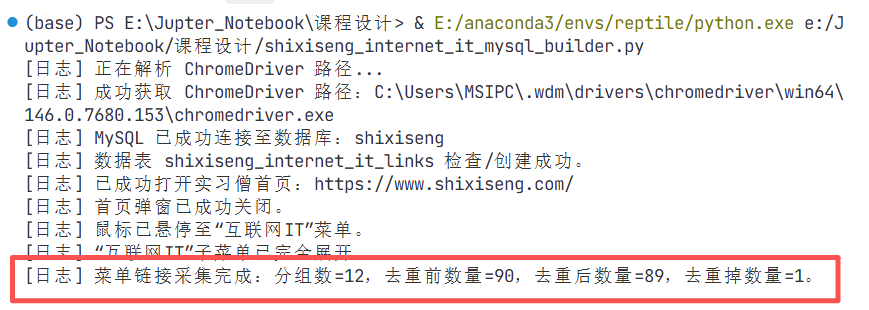 (base) PS E:\Jupter_Notebook\课程设计> & E:/anaconda3/envs/reptile/python.exe e:/J
upter_Notebook/课程设计/shixiseng_internet_it_mysql_builder.py
[日志] 正在解析 ChromeDriver 路径...
[日志] 成功获取 ChromeDriver 路径：C:\Users\MSIPC\.wdm\drivers\chromedriver\win64\
146.0.7680.153\chromedriver.exe
[日志] MySQL 已成功连接至数据库：shixiseng
[日志] 数据表 shixiseng_internet_it_links 检查/创建成功。
[日志] 已成功打开实习僧首页：https://www.shixiseng.com/
[日志] 首页弹窗已成功关闭。
[日志] 鼠标已悬停至“互联网IT”菜单。
[日志] “互联网IT”子菜单已完全展开
[日志] 菜单链接采集完成：分组数=12，去重前数量=90，去重后数量=89，去重掉数量=1。